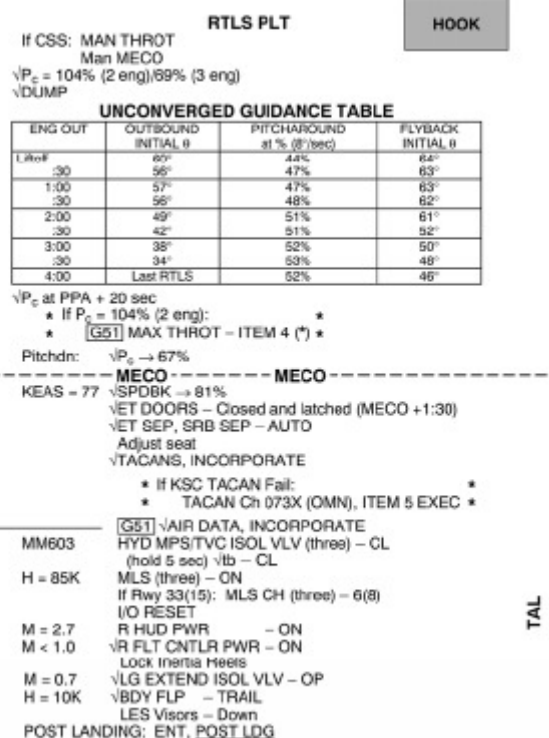 RTLS PLT
HOOK
If CSS: MAN THROT
Man MECO
√Pc = 104% (2 eng)/69% (3 eng)
√DUMP
UNCONVERGED GUIDANCE TABLE
ENG OUT OUTBOUND INITIAL θ PITCHAROUND at % (8°/sec) FLYBACK INITIAL θ
Liftoff 60° 44% 64°
:30 56° 47% 63°
1:00 57° 47% 63°
:30 56° 48% 62°
2:00 49° 51% 61°
:30 42° 51% 52°
3:00 38° 52% 50°
:30 34° 53% 48°
4:00 Last RTLS 52% 46°
√Pc at PPA + 20 sec
* If Pc = 104% (2 eng): *
* G51 MAX THROT – ITEM 4 (*) *
Pitchdn: √Pc → 67%
MECO MECO
KEAS = 77 √SPDBK → 81%
√ET DOORS – Closed and latched (MECO +1:30)
√ET SEP, SRB SEP – AUTO
Adjust seat
√TACANS, INCORPORATE
* If KSC TACAN Fail: *
* TACAN Ch 073X (OMN), ITEM 5 EXEC *
G51 √AIR DATA, INCORPORATE
MM603 HYD MPS/TVC ISOL VLV (three) – CL
(hold 5 sec) √tb – CL
H = 85K MLS (three) – ON
If Rwy 33(15): MLS CH (three) – 6(8)
I/O RESET
M = 2.7 R HUD PWR – ON
M < 1.0 √R FLT CNTLR PWR – ON
Lock Inertia Reels
M = 0.7 √LG EXTEND ISOL VLV – OP
H = 10K √BDY FLP – TRAIL
LES Visors – Down
POST LANDING: ENT, POST LDG
TAL